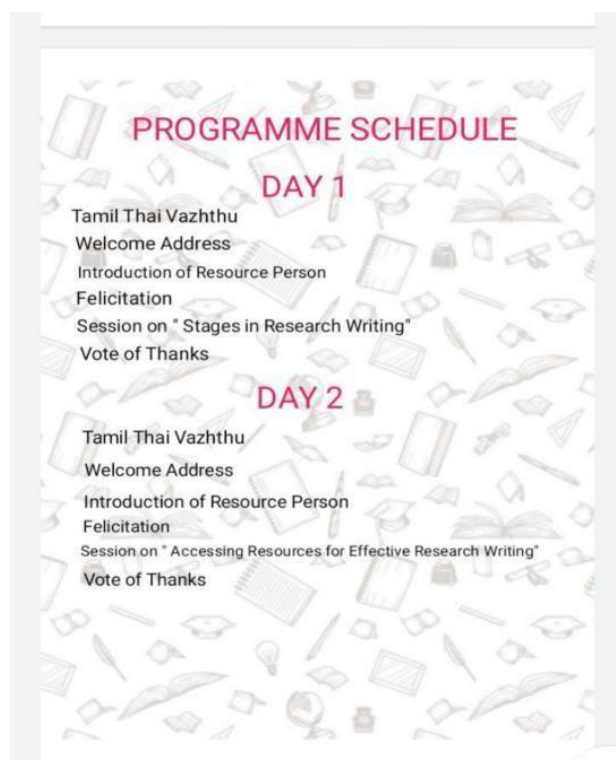 PROGRAMME SCHEDULE
DAY 1
Tamil Thai Vazhthu
Welcome Address
Introduction of Resource Person
Felicitation
Session on " Stages in Research Writing"
Vote of Thanks
DAY 2
Tamil Thai Vazhthu
Welcome Address
Introduction of Resource Person
Felicitation
Session on " Accessing Resources for Effective Research Writing"
Vote of Thanks